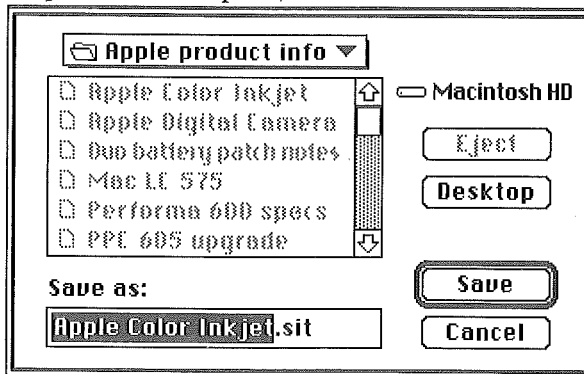 Apple product info
Apple Color Inkjet
Apple Digital Camera
Duo battery patch notes
Mac LC 575
Performa 600 specs
PPC 605 upgrade
Macintosh HD
Eject
Desktop
Save as:
Apple Color Inkjet.sit
Save
Cancel